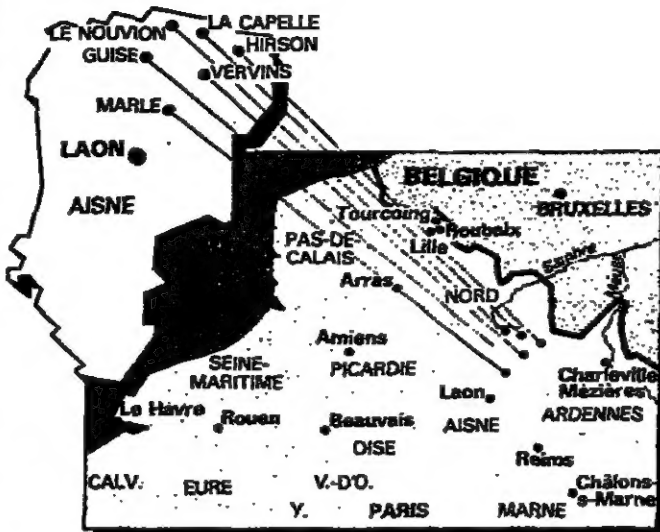 LA CAPELLE
LE NOUVION
HIRSON
GUISE
VERVINS
MARLE
LAON
AISNE
BELGIQUE
BRUXELLES
Tourcoing
Roubaix
Lille
PAS-DE-
CALAIS
Sambre
Meuse
Arras
NORD
Amiens
PICARDIE
SEINE-
MARITIME
Charleville
Mézières
Laon
AISNE
ARDENNES
Le Havre
Rouen
Beauvais
OISE
Reims
CALV.
EURE
V.-D'O.
Châlons-
s-Marne
Y.
PARIS
MARNE